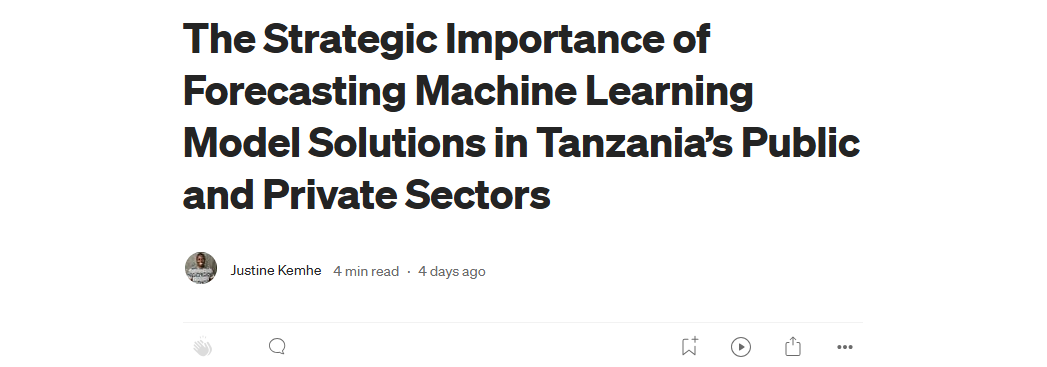 The Strategic Importance of
Forecasting Machine Learning
Model Solutions in Tanzania’s Public
and Private Sectors
Justine Kemhe 4 min read · 4 days ago